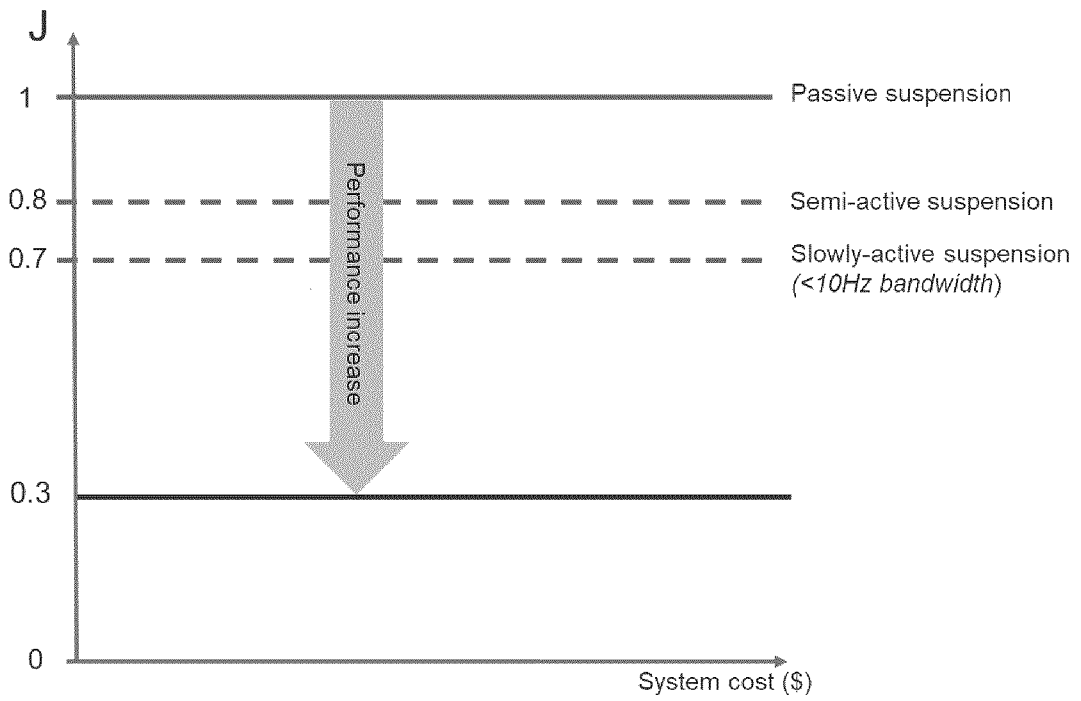 J
1
Passive suspension
0.8
Semi-active suspension
0.7
Slowly-active suspension
(<10Hz bandwidth)
Performance increase
0.3
0
System cost ($)